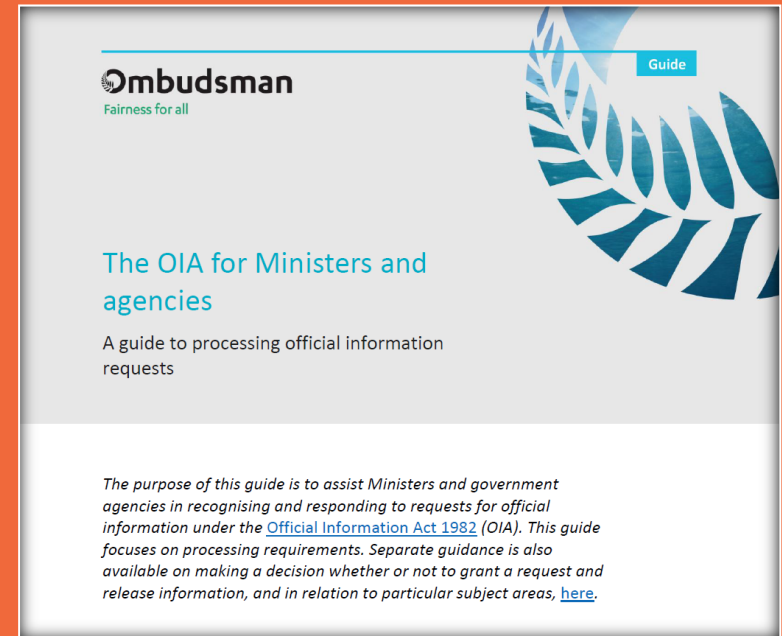 Guide
Ombudsman
Fairness for all
The OIA for Ministers and
agencies
A guide to processing official information
requests
The purpose of this guide is to assist Ministers and government
agencies in recognising and responding to requests for official
information under the Official Information Act 1982 (OIA). This guide
focuses on processing requirements. Separate guidance is also
available on making a decision whether or not to grant a request and
release information, and in relation to particular subject areas, here.